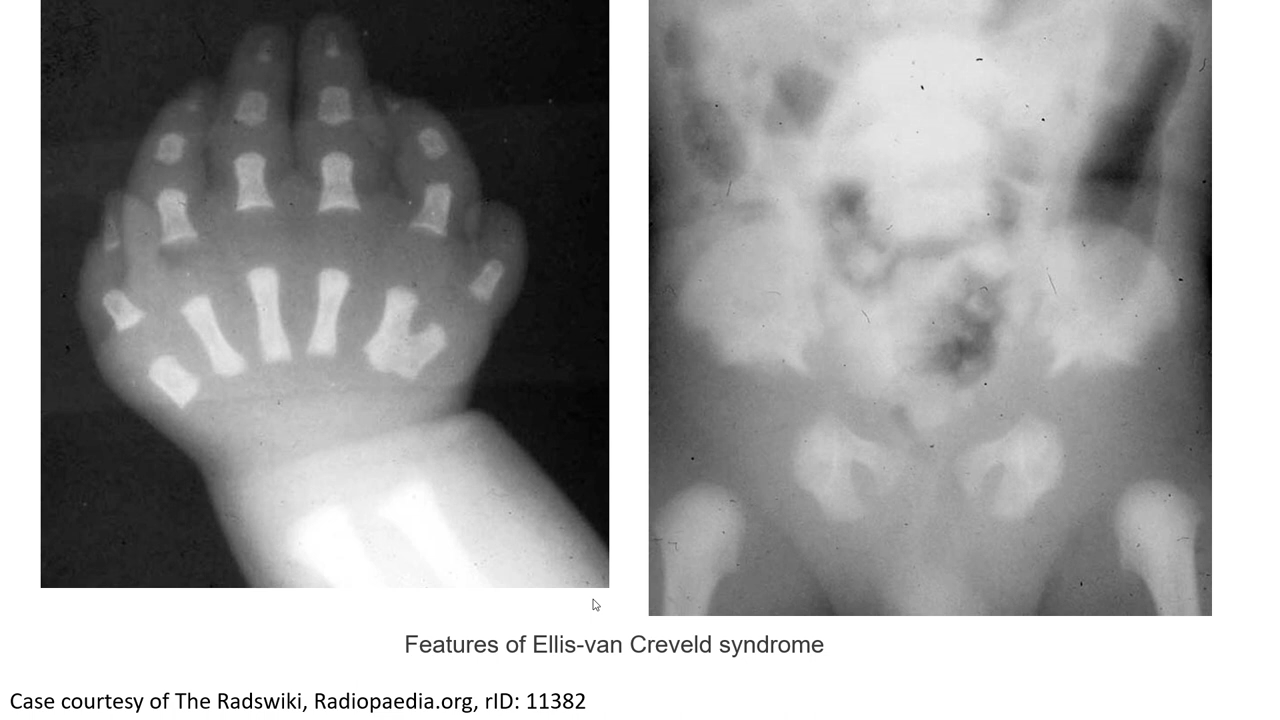 Features of Ellis-van Creveld syndrome
Case courtesy of The Radswiki, Radiopaedia.org, rID: 11382